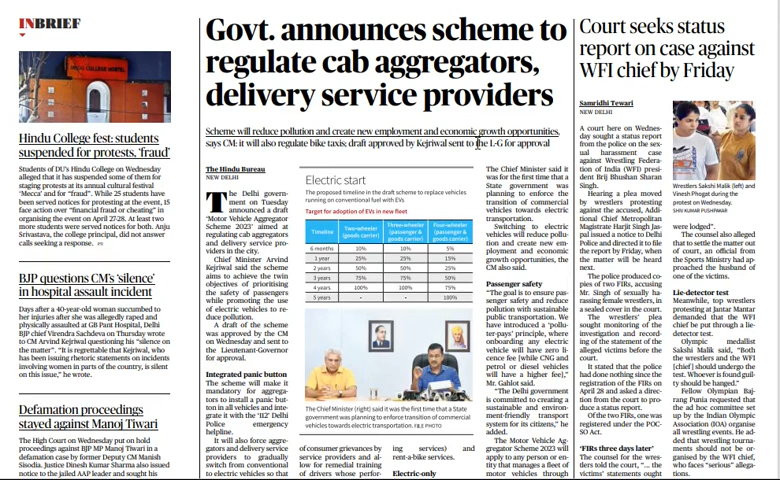 INBRIEF
HINDU COLLEGE HOSTEL
Hindu College fest: students
suspended for protests, ‘fraud’
Students of DU's Hindu College on Wednesday
alleged that it has suspended some of them for
staging protests at its annual cultural festival
‘Mecca’ and for “fraud”. While 25 students have
been served notices for protesting at the event, 15
face action over “financial fraud or cheating” in
organising the event on April 27-28. At least two
more students were served notices for both. Anju
Srivastava, the college principal, did not answer
calls seeking a response.
BJP questions CM's ‘silence’
in hospital assault incident
Days after a 40-year-old woman succumbed to
her injuries after she was allegedly raped and
physically assaulted at GB Pant Hospital, Delhi
BJP chief Virendra Sachdeva on Thursday wrote
to CM Arvind Kejriwal questioning his “silence
on the matter”. “It is regrettable that Kejriwal, who
has been issuing rhetoric statements on incidents
involving women in parts of the country, is silent
on this issue,” he wrote.
Defamation proceedings
stayed against Manoj Tiwari
The High Court on Wednesday put on hold
proceedings against BJP MP Manoj Tiwari in a
defamation case by former Deputy CM Manish
Sisodia. Justice Dinesh Kumar Sharma also issued
notice to the jailed AAP leader and sought his
Govt. announces scheme to
regulate cab aggregators,
delivery service providers
Scheme will reduce pollution and create new employment and economic growth opportunities,
says CM; it will also regulate bike taxis; draft approved by Kejriwal sent to the L-G for approval
The Hindu Bureau
NEW DELHI
The Delhi govern-
ment on Tuesday
announced a draft
‘Motor Vehicle Aggregator
Scheme 2023’ aimed at
regulating cab aggregators
and delivery service pro-
viders in the city.
Chief Minister Arvind
Kejriwal said the scheme
aims to achieve the twin
objectives of prioritising
the safety of passengers
while promoting the use
of electric vehicles to re-
duce pollution.
A draft of the scheme
was approved by the CM
on Wednesday and sent to
the Lieutenant-Governor
for approval.
Integrated panic button
The scheme will make it
mandatory for aggrega-
tors to install a panic but-
ton in all vehicles and inte-
grate it with the ‘112’ Delhi
Police emergency
helpline.
It will also force aggre-
gators and delivery service
providers to gradually
switch from conventional
to electric vehicles so that
Electric start
The proposed timeline in the draft scheme to replace vehicles
running on conventional fuel with EVs
Target for adoption of EVs in new fleet
Timeline Two-wheeler (goods carrier) Three-wheeler (passenger & goods carrier) Four-wheeler (passenger & goods carrier)
6 months 10% 10% 5%
1 year 25% 25% 15%
2 years 50% 50% 25%
3 years 75% 75% 50%
4 years 100% 100% 75%
5 years - - 100%
The Chief Minister (right) said it was the first time that a State
government was planning to enforce transition of commercial
vehicles towards electric transportation. FILE PHOTO
of consumer grievances by
service providers and al-
low for remedial training
of drivers whose perfor-
ing services) and
rent-a-bike services.
Electric-only
The Chief Minister said it
was for the first time that a
State government was
planning to enforce the
transition of commercial
vehicles towards electric
transportation.
Switching to electric
vehicles will reduce pollu-
tion and create new em-
ployment and economic
growth opportunities, the
CM also said.
Passenger safety
“The goal is to ensure pas-
senger safety and reduce
pollution with sustainable
public transportation. We
have introduced a ‘pollu-
ter-pays’ principle, where
onboarding any electric
vehicle will have zero li-
cence fee [while CNG and
petrol or diesel vehicles
will have a higher fee],”
Mr. Gahlot said.
“The Delhi government
is committed to creating a
sustainable and environ-
ment-friendly transport
system for its citizens,” he
added.
The Motor Vehicle Ag-
gregator Scheme 2023 will
apply to any person or en-
tity that manages a fleet of
motor vehicles through
Court seeks status
report on case against
WFI chief by Friday
Samridhi Tewari
NEW DELHI
A court here on Wednes-
day sought a status report
from the police on the sex-
ual harassment case
against Wrestling Federa-
tion of India (WFI) presi-
dent Brij Bhushan Sharan
Singh.
Hearing a plea moved
by wrestlers protesting
against the accused, Addi-
tional Chief Metropolitan
Magistrate Harjit Singh Jas-
pal issued a notice to Delhi
Police and directed it to file
the report by Friday, when
the matter will be heard
next.
The police produced co-
pies of two FIRs, accusing
Mr. Singh of sexually ha-
rassing female wrestlers, in
a sealed cover in the court.
The wrestlers' plea
sought monitoring of the
investigation and record-
ing of the statement of the
alleged victims before the
court.
It stated that the police
had done nothing since the
registration of the FIRs on
April 28 and asked a direc-
tion from the court to pro-
duce a status report.
Of the two FIRs, one was
registered under the POC-
SO Act.
‘FIRs three days later’
The counsel for the wres-
tlers told the court, “... the
victims' statements ought
Wrestlers Sakshi Malik (left) and
Vinesh Phogat during the
protest on Wednesday.
SHIV KUMAR PUSHPAKAR
were lodged”.
The counsel also alleged
that to settle the matter out
of court, an official from
the Sports Ministry had ap-
proached the husband of
one of the victims.
Lie-detector test
Meanwhile, top wrestlers
protesting at Jantar Mantar
demanded that the WFI
chief be put through a lie-
detector test.
Olympic medallist
Sakshi Malik said, “Both
the wrestlers and the WFI
[chief] should undergo the
test. Whoever is found guil-
ty should be hanged.”
Fellow Olympian Baj-
rang Punia requested that
the ad hoc committee set
up by the Indian Olympic
Association (IOA) organise
all wrestling events. He ad-
ded that wrestling tourna-
ments should not be or-
ganised by the WFI chief,
who faces “serious” allega-
tions.